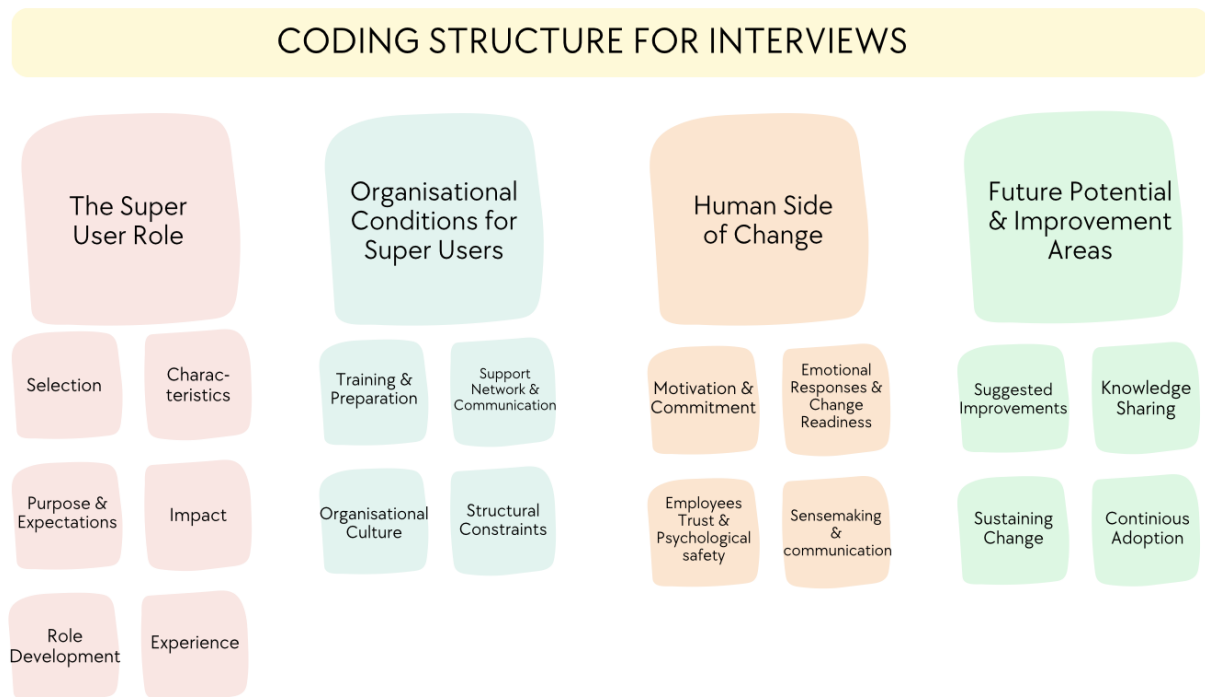 CODING STRUCTURE FOR INTERVIEWS
The Super
User Role
Selection
Charac-
teristics
Purpose &
Expectations
Impact
Role
Development
Experience
Organisational
Conditions for
Super Users
Training &
Preparation
Support
Network &
Communication
Organisational
Culture
Structural
Constraints
Human Side
of Change
Motivation &
Commitment
Emotional
Responses &
Change
Readiness
Employees
Trust &
Psychological
safety
Sensemaking
&
communication
Future Potential
& Improvement
Areas
Suggested
Improvements
Knowledge
Sharing
Sustaining
Change
Continious
Adoption